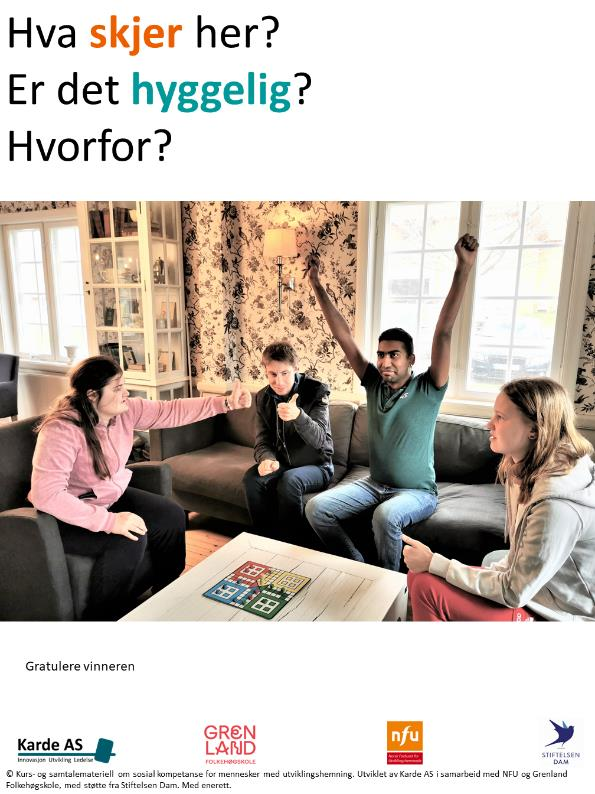 Hva skjer her?
Er det hyggelig?
Hvorfor?
Gratulere vinneren
Karde AS
Innovasjon Utvikling Ledelse
GRENLAND
FOLKEHØGSKOLE
nfu
STIFTELSEN
DAM
© Kurs- og samtalemateriell om sosial kompetanse for mennesker med utviklingshemning. Utviklet av Karde AS i samarbeid med NFU og Grenland
Folkehøgskole, med støtte fra Stiftelsen Dam. Med enerett.